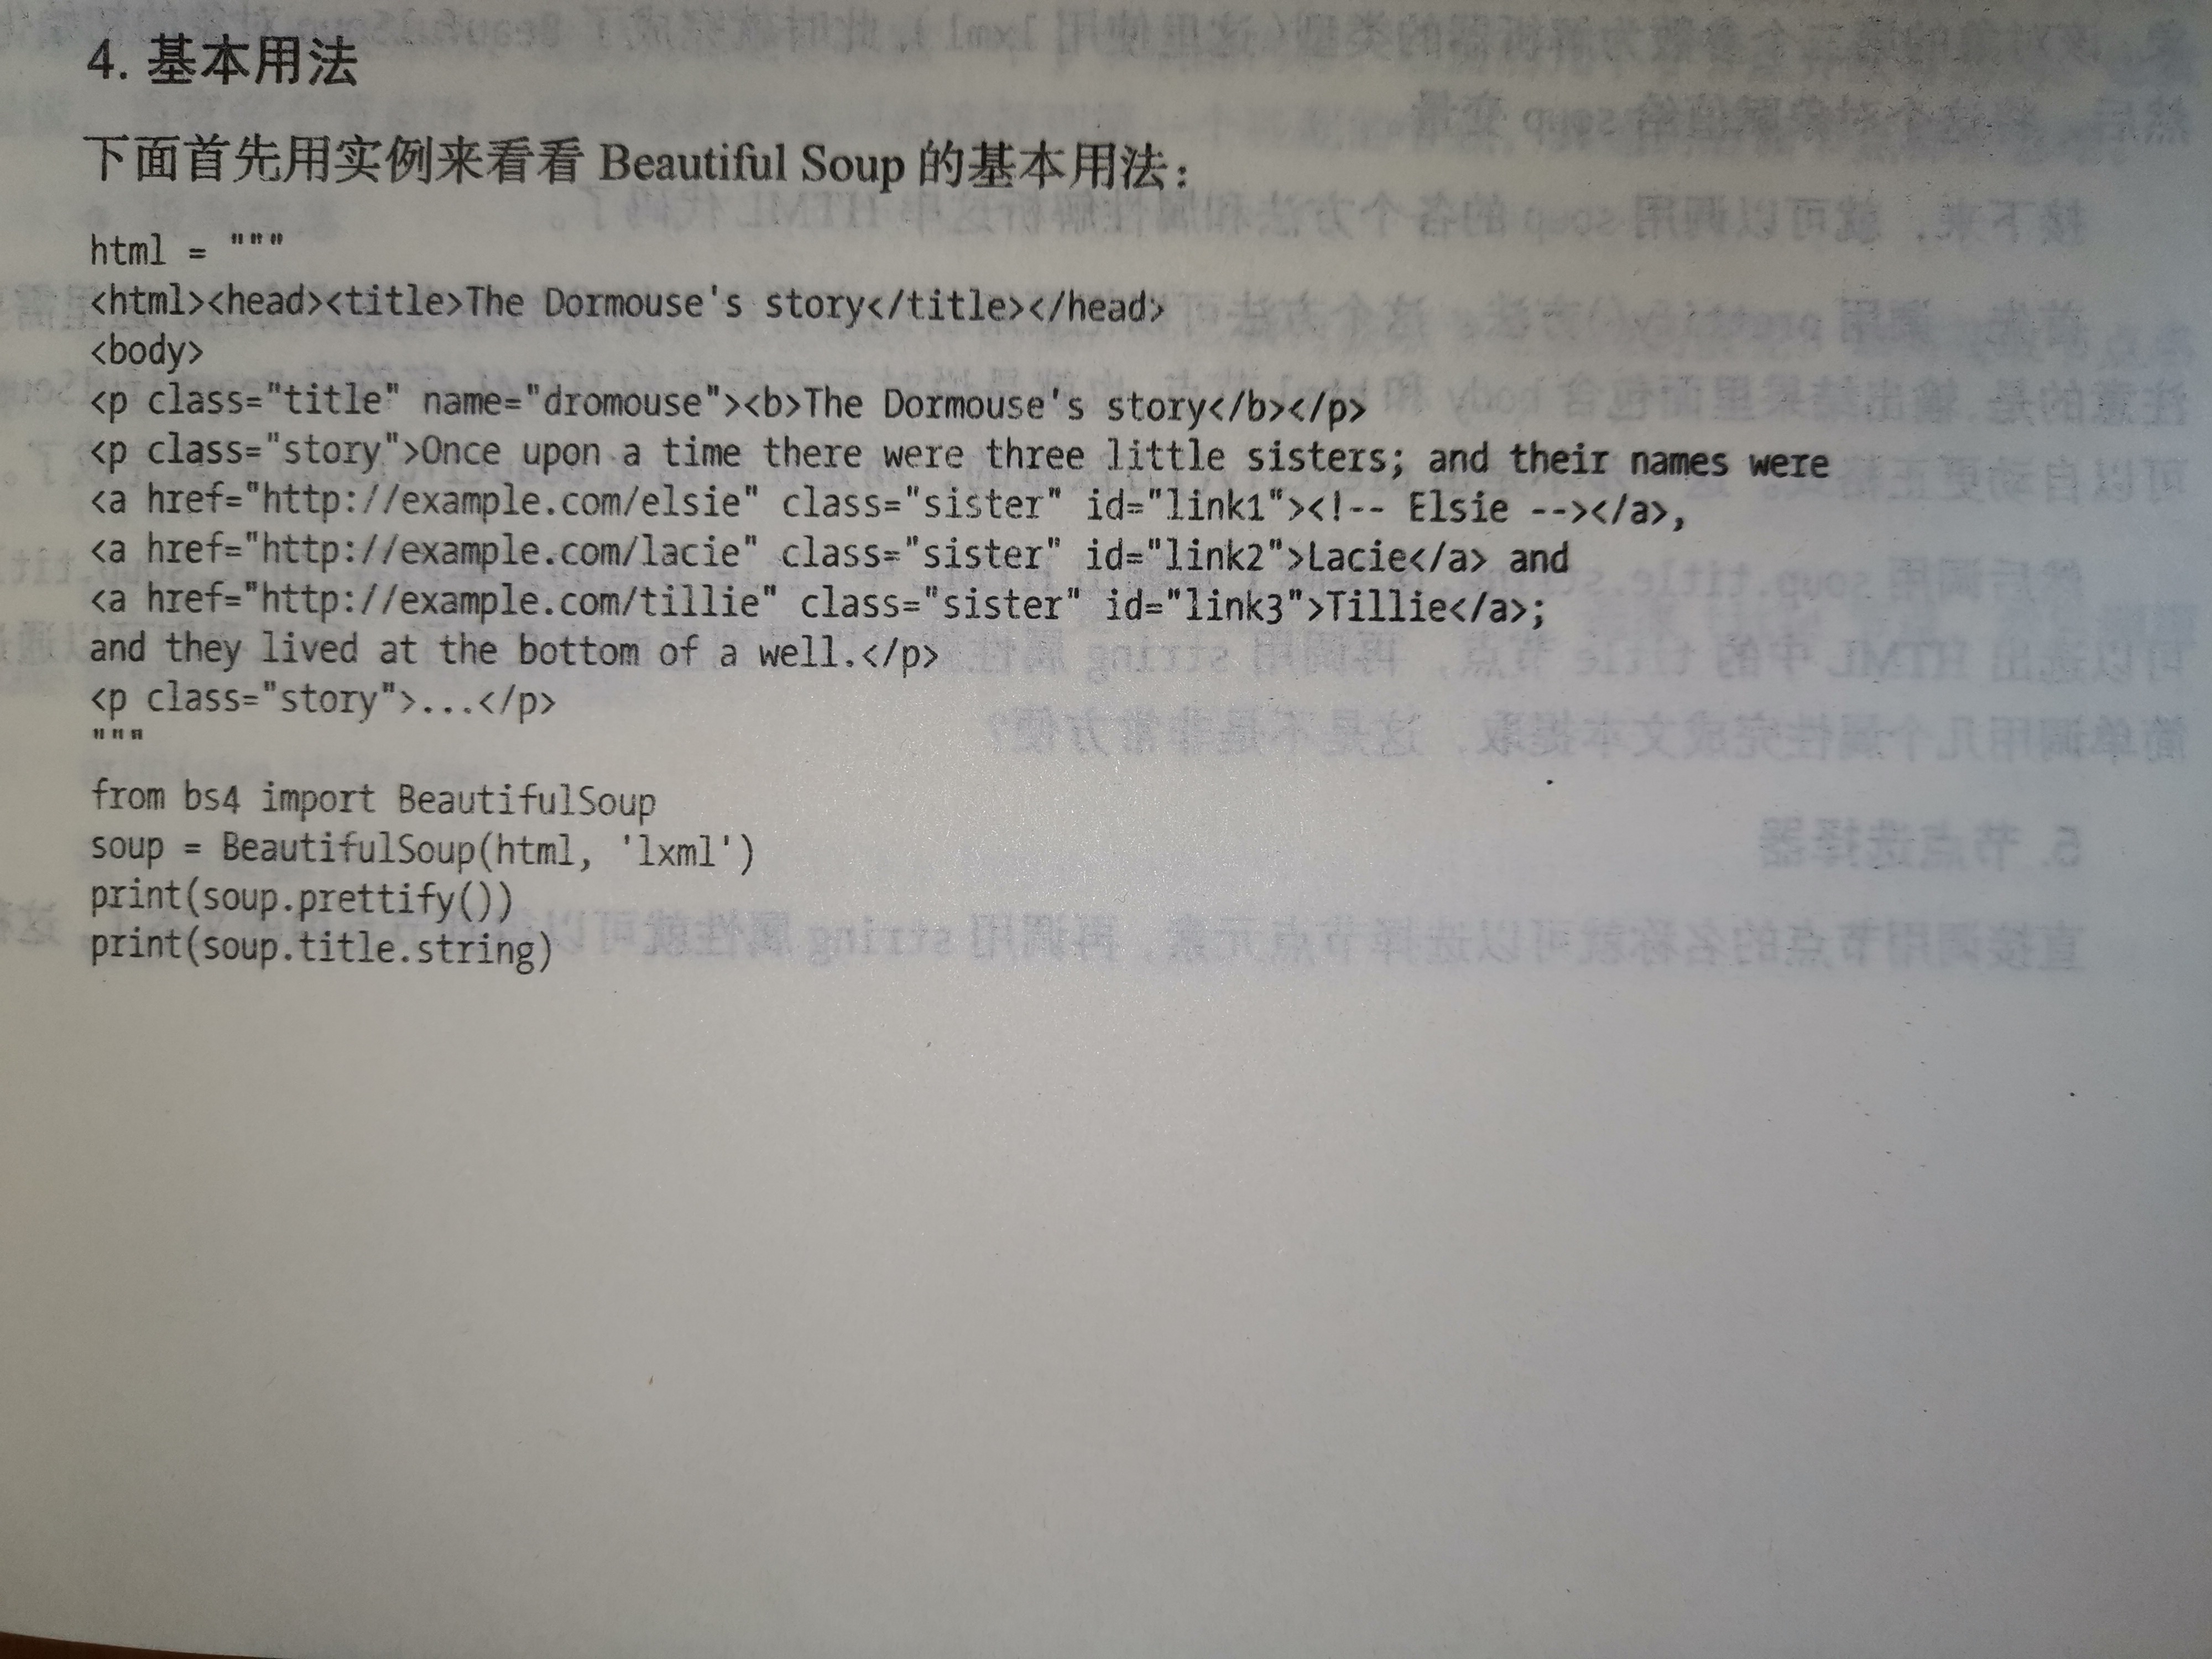 4. 基本用法
下面首先用实例来看看 Beautiful Soup 的基本用法：
html = """
<html><head><title>The Dormouse's story</title></head>
<body>
<p class="title" name="dromouse"><b>The Dormouse's story</b></p>
<p class="story">Once upon a time there were three little sisters; and their names were
<a href="http://example.com/elsie" class="sister" id="link1"><!-- Elsie --></a>,
<a href="http://example.com/lacie" class="sister" id="link2">Lacie</a> and
<a href="http://example.com/tillie" class="sister" id="link3">Tillie</a>;
and they lived at the bottom of a well.</p>
<p class="story">...</p>
"""
from bs4 import BeautifulSoup
soup = BeautifulSoup(html, 'lxml')
print(soup.prettify())
print(soup.title.string)